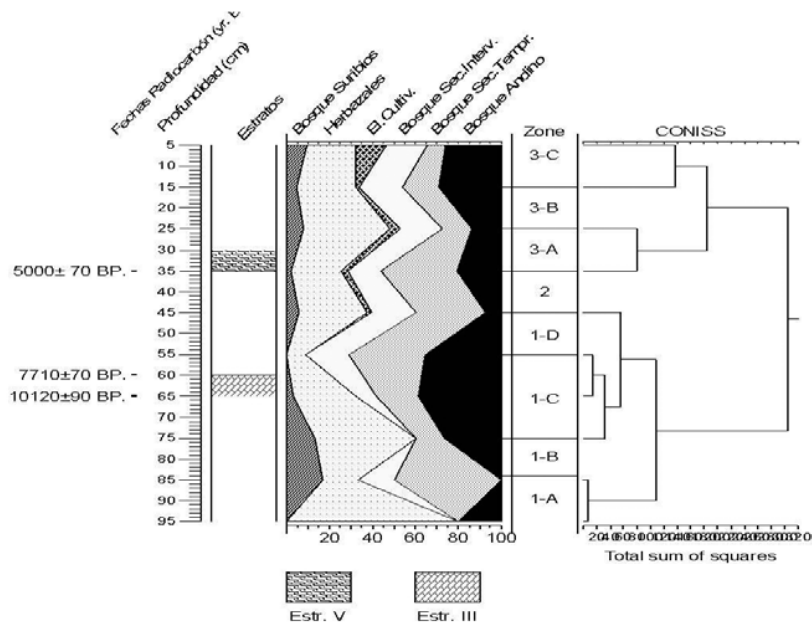 Fechas Radiocarbón (yr.
Profundidad (cm)
Estratos
Bosque Suribios
Herbazales
El.Cultiv.
Bosque Sec.Interv.
Bosque Sec.Tempr.
Bosque Andino
Zone
CONISS
5
10
15
20
25
30
35
40
45
50
55
60
65
70
75
80
85
90
95
5000± 70 BP. -
7710±70 BP. -
10120±90 BP. -
3-C
3-B
3-A
2
1-D
1-C
1-B
1-A
20 40 60 80 100
Total sum of squares
Estr. V
Estr. III